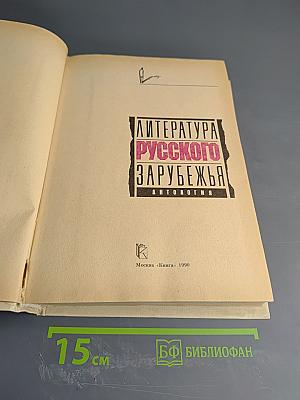 ЛИТЕРАТУРА
РУССКОГО
ЗАРУБЕЖЬЯ
АНТОЛОГИЯ
Москва «Книга» 1990
15 см
БФ БИБЛИОФАН